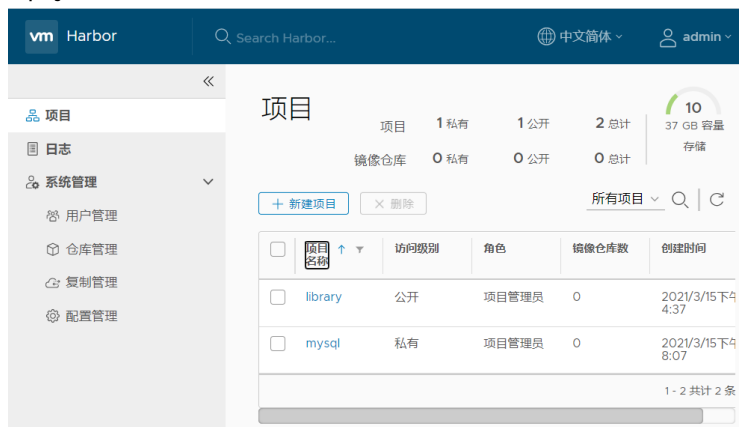 vm Harbor Search Harbor... 中文简体 admin
项目
日志
系统管理
用户管理
仓库管理
复制管理
配置管理
项目
项目 1 私有 1 公开 2 总计
镜像仓库 0 私有 0 公开 0 总计
10
37 GB 容量
存储
+ 新建项目 × 删除 所有项目
项目名称 访问级别 角色 镜像仓库数 创建时间
library 公开 项目管理员 0 2021/3/15下午
4:37
mysql 私有 项目管理员 0 2021/3/15下午
8:07
1 - 2 共计 2 条